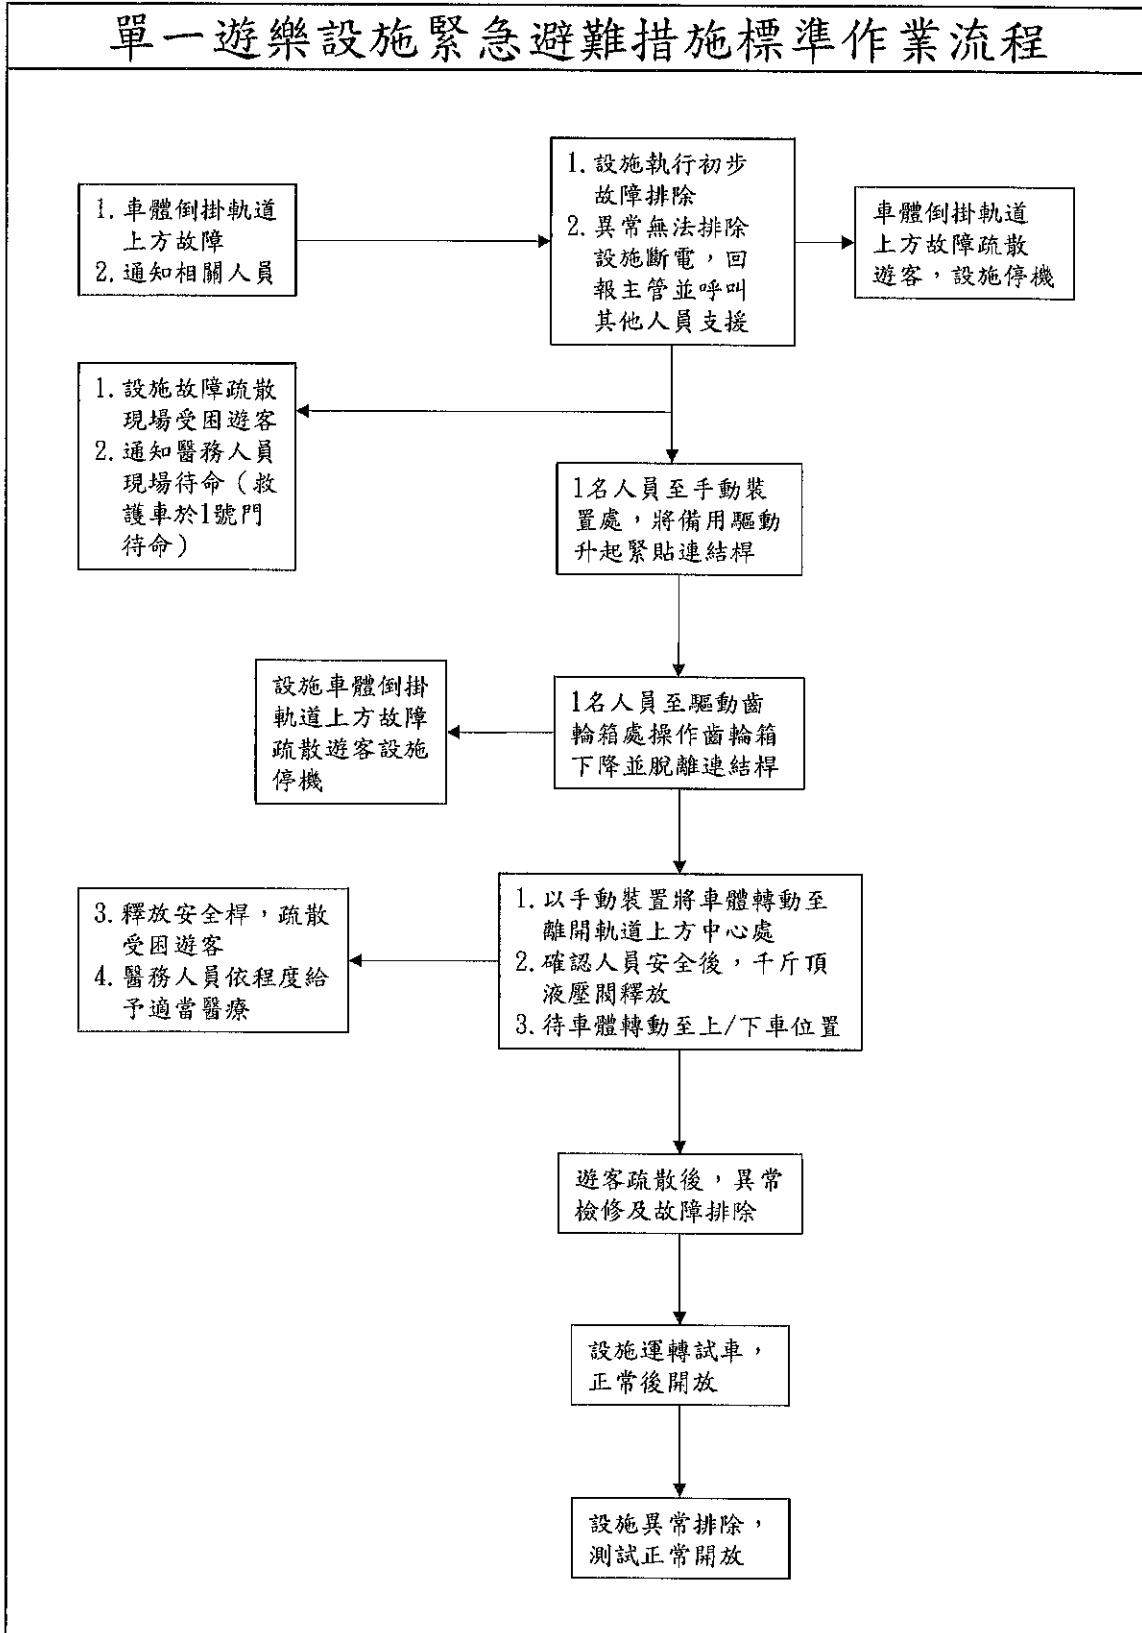 單一遊樂設施緊急避難措施標準作業流程
1. 車體倒掛軌道
上方故障
2. 通知相關人員
1. 設施執行初步
故障排除
2. 異常無法排除
設施斷電，回
報主管並呼叫
其他人員支援
車體倒掛軌道
上方故障疏散
遊客，設施停機
1. 設施故障疏散
現場受困遊客
2. 通知醫務人員
現場待命（救
護車於1號門
待命）
1名人員至手動裝
置處，將備用驅動
升起緊貼連結桿
設施車體倒掛
軌道上方故障
疏散遊客設施
停機
1名人員至驅動齒
輪箱處操作齒輪箱
下降並脫離連結桿
3. 釋放安全桿，疏散
受困遊客
4. 醫務人員依程度給
予適當醫療
1. 以手動裝置將車體轉動至
離開軌道上方中心處
2. 確認人員安全後，千斤頂
液壓閥釋放
3. 待車體轉動至上/下車位置
遊客疏散後，異常
檢修及故障排除
設施運轉試車，
正常後開放
設施異常排除，
測試正常開放